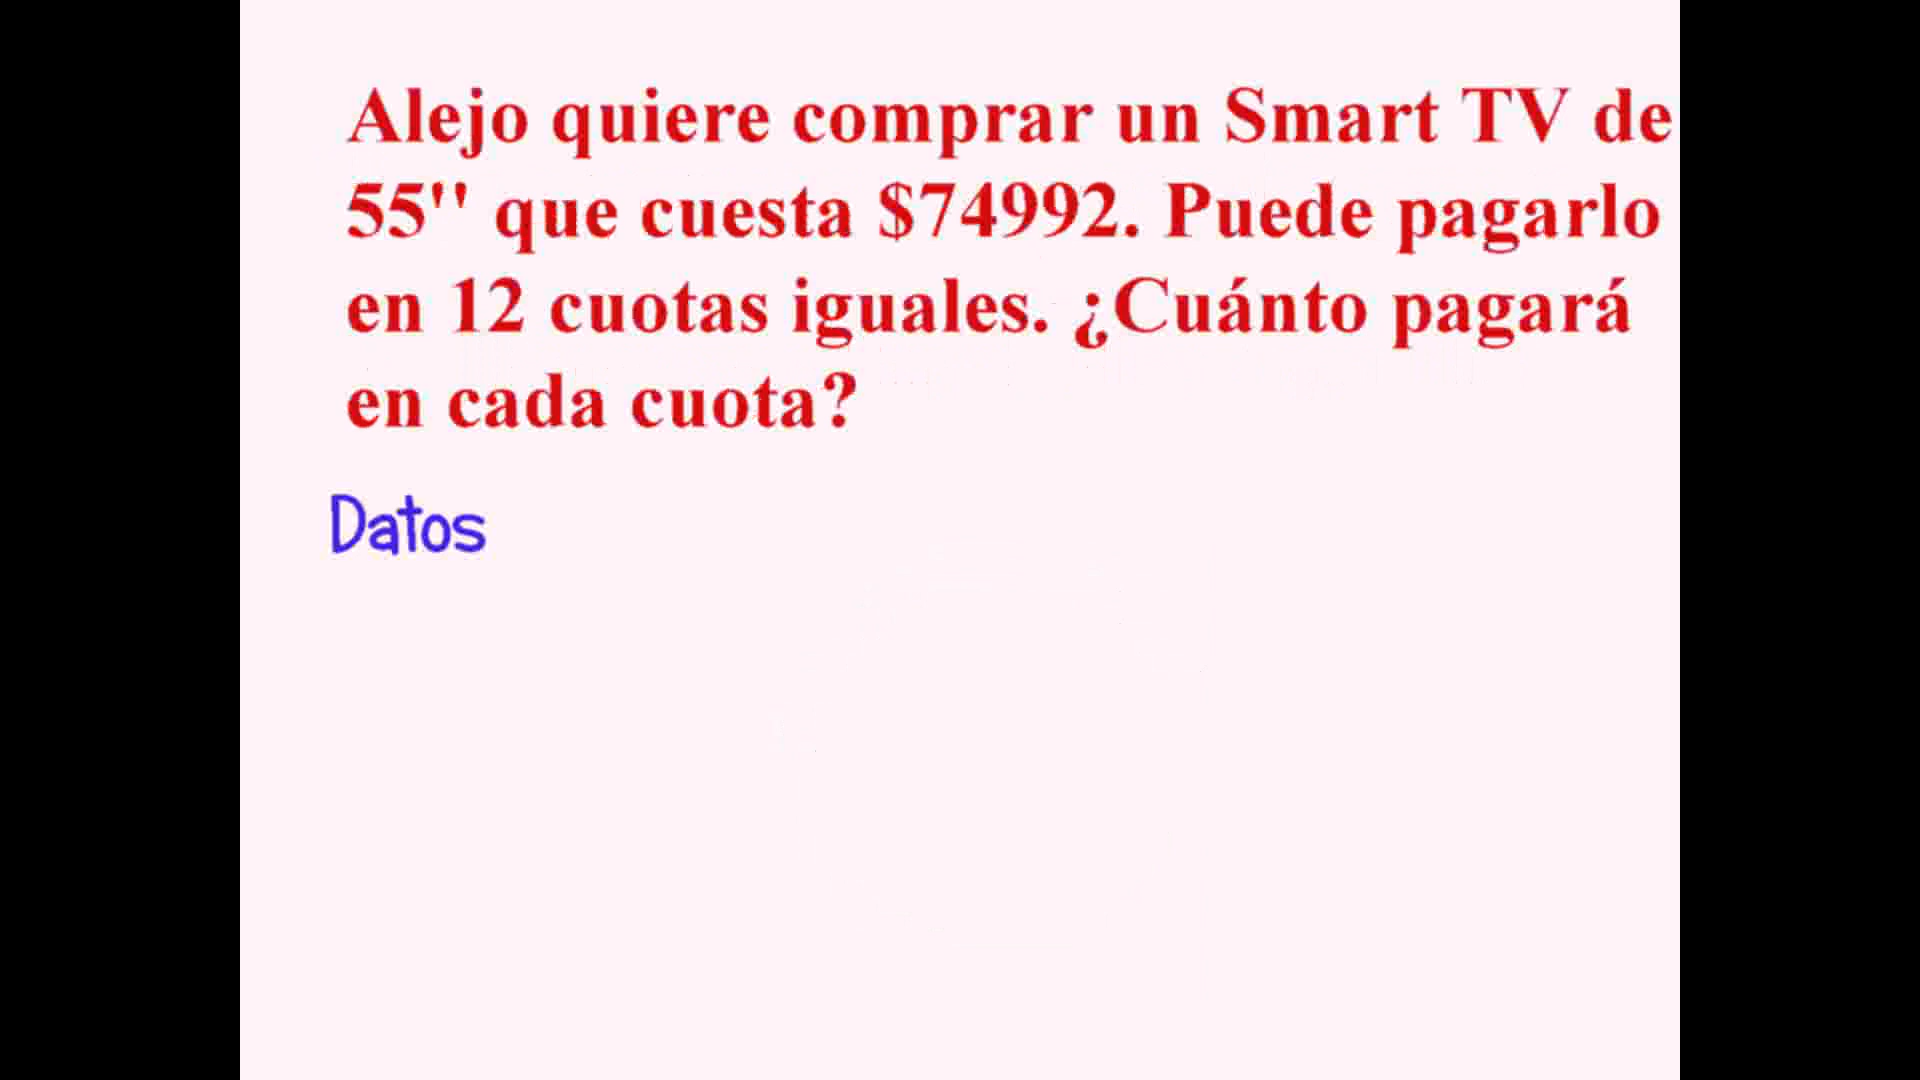 Alejo quiere comprar un Smart TV de
55'' que cuesta $74992. Puede pagarlo
en 12 cuotas iguales. ¿Cuánto pagará
en cada cuota?
Datos